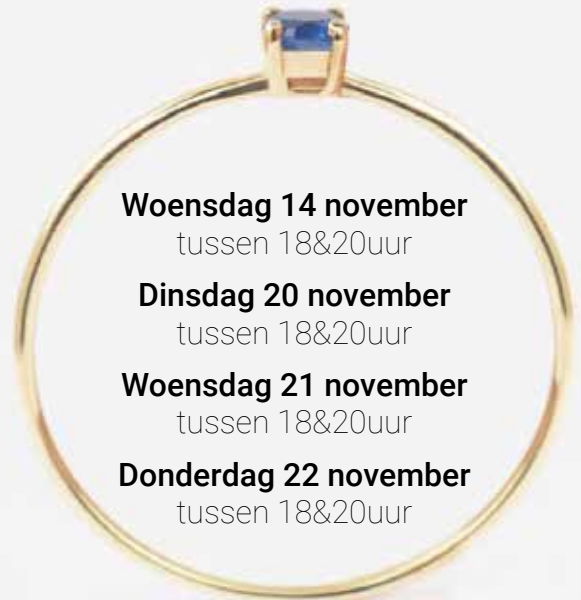 Woensdag 14 november
tussen 18&20uur
Dinsdag 20 november
tussen 18&20uur
Woensdag 21 november
tussen 18&20uur
Donderdag 22 november
tussen 18&20uur